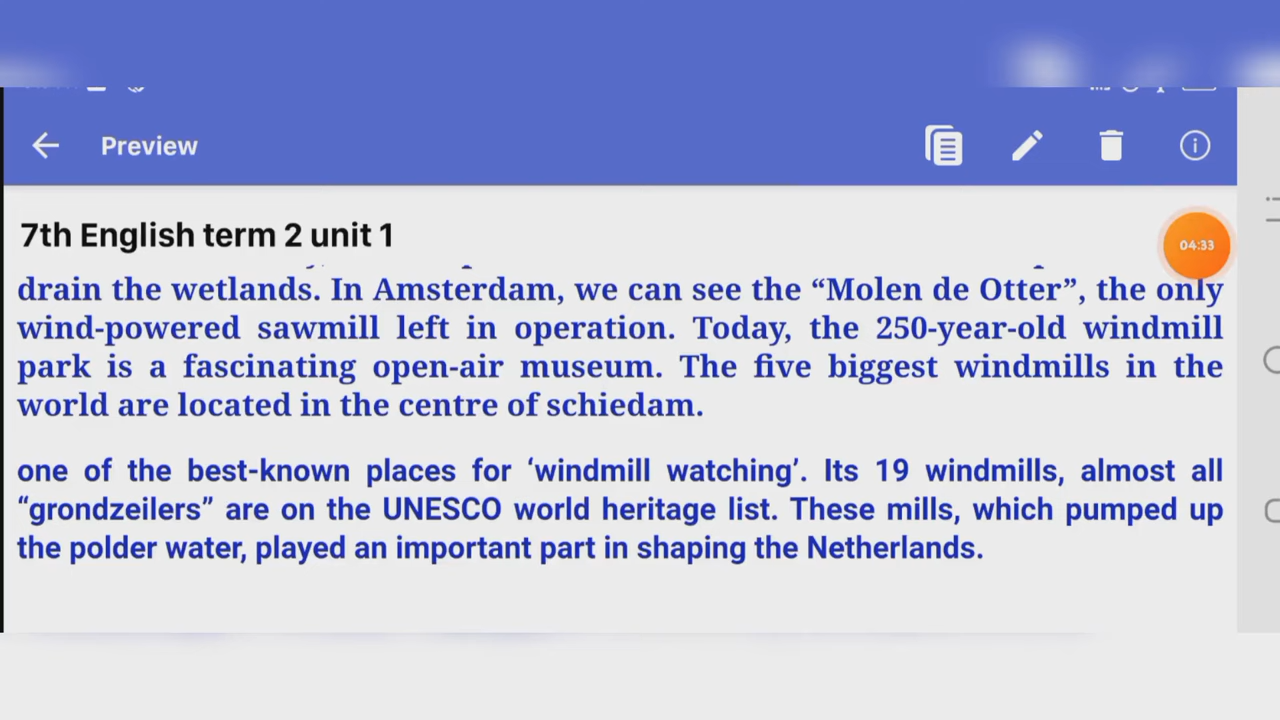 Preview
7th English term 2 unit 1
04:33
drain the wetlands. In Amsterdam, we can see the “Molen de Otter”, the only
wind-powered sawmill left in operation. Today, the 250-year-old windmill
park is a fascinating open-air museum. The five biggest windmills in the
world are located in the centre of schiedam.
one of the best-known places for ‘windmill watching’. Its 19 windmills, almost all
“grondzeilers” are on the UNESCO world heritage list. These mills, which pumped up
the polder water, played an important part in shaping the Netherlands.